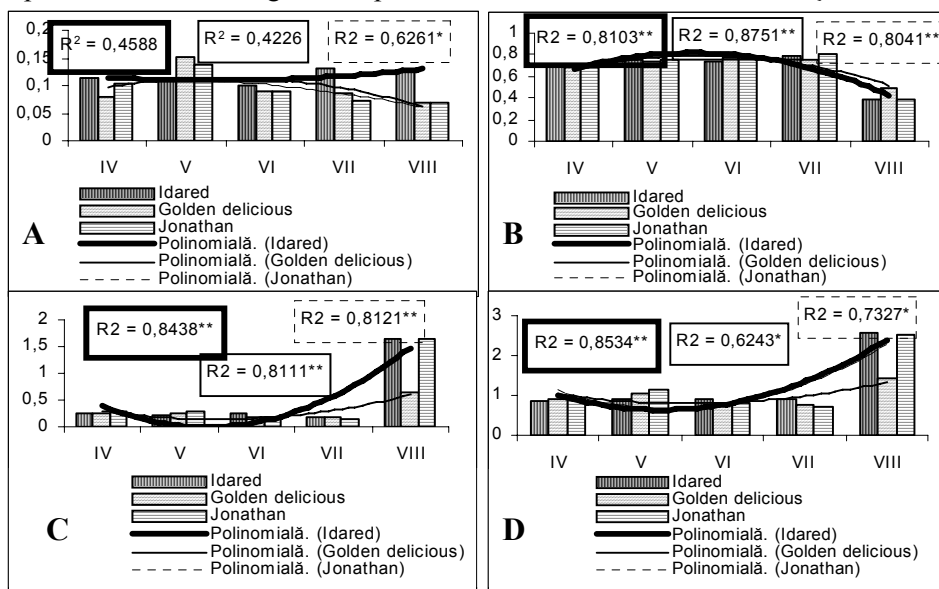 R² = 0,4588
R² = 0,4226
R2 = 0,6261*
0,2
0,15
0,1
0,05
0
IV V VI VII VIII
Idared
Golden delicious
Jonathan
Polinomială. (Idared)
Polinomială. (Golden delicious)
Polinomială. (Jonathan)
A
R2 = 0,8103**
R2 = 0,8751**
R2 = 0,8041**
1
0,8
0,6
0,4
0,2
0
IV V VI VII VIII
Idared
Golden delicious
Jonathan
Polinomială. (Idared)
Polinomială. (Golden delicious)
Polinomială. (Jonathan)
B
R2 = 0,8438**
R2 = 0,8111**
R2 = 0,8121**
2
1,5
1
0,5
0
IV V VI VII VIII
Idared
Golden delicious
Jonathan
Polinomială. (Idared)
Polinomială. (Golden delicious)
Polinomială. (Jonathan)
C
R2 = 0,8534**
R2 = 0,6243*
R2 = 0,7327*
3
2
1
0
IV V VI VII VIII
Idared
Golden delicious
Jonathan
Polinomială. (Idared)
Polinomială. (Golden delicious)
Polinomială. (Jonathan)
D